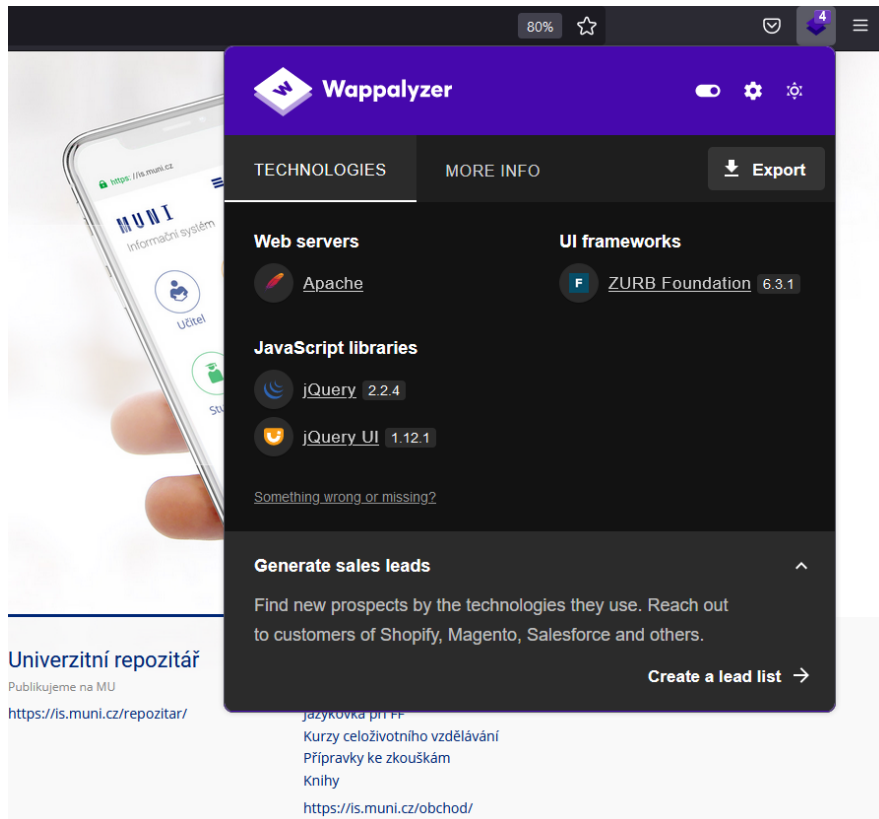 80%
4
W
Wappalyzer
TECHNOLOGIES
MORE INFO
Export
Web servers
Apache
UI frameworks
F
ZURB Foundation 6.3.1
JavaScript libraries
jQuery 2.2.4
jQuery UI 1.12.1
Something wrong or missing?
Generate sales leads
Find new prospects by the technologies they use. Reach out
to customers of Shopify, Magento, Salesforce and others.
Create a lead list
https: //is.muni.cz
MUNI
Informační systém
Učitel
Univerzitní repozitář
Publikujeme na MU
https://is.muni.cz/repozitar/
Jazykovka při FF
Kurzy celoživotního vzdělávání
Přípravky ke zkouškám
Knihy
https://is.muni.cz/obchod/